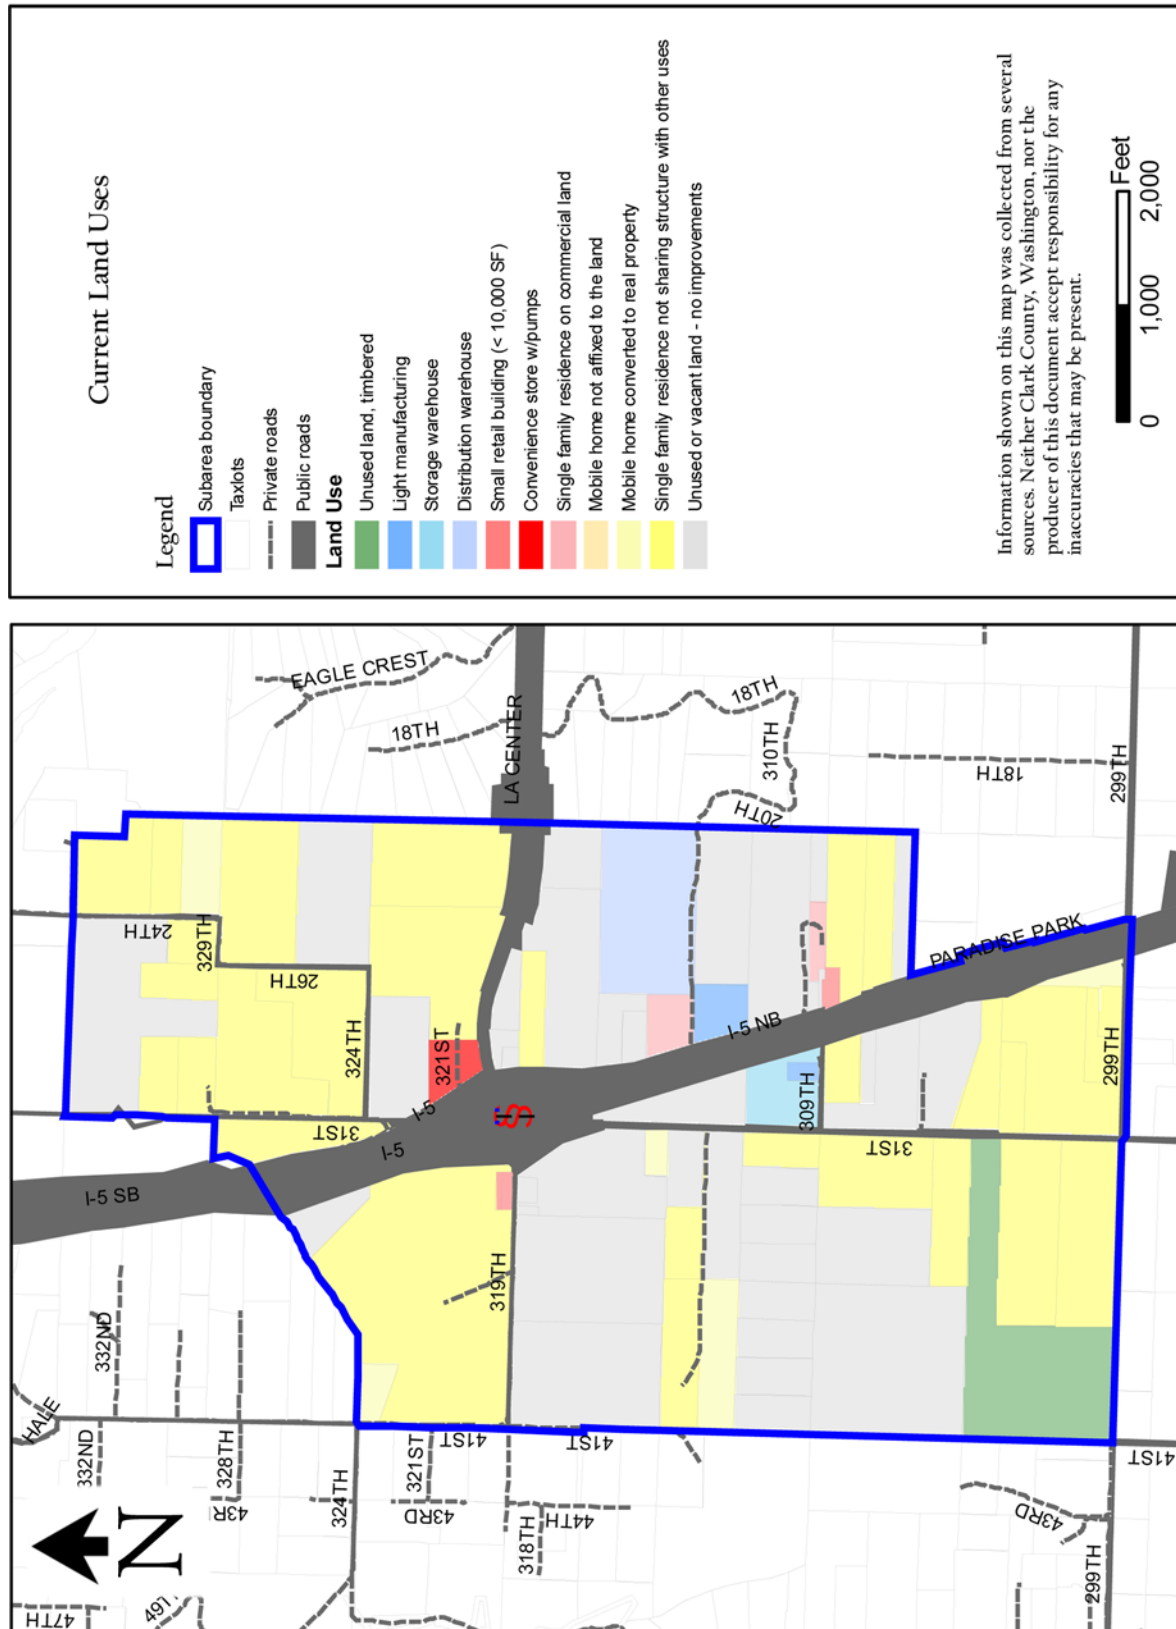 Current Land Uses
Legend
Subarea boundary
Taxlots
Private roads
Public roads
Land Use
Unused land, timbered
Light manufacturing
Storage warehouse
Distribution warehouse
Small retail building (< 10,000 SF)
Convenience store w/pumps
Single family residence on commercial land
Mobile home not affixed to the land
Mobile home converted to real property
Single family residence not sharing structure with other uses
Unused or vacant land - no improvements
Information shown on this map was collected from several
sources. Neither Clark County, Washington, nor the
producer of this document accept responsibility for any
inaccuracies that may be present.
Feet
0
1,000
2,000
N
47TH
HALE
332ND
332ND
328TH
43R
324TH
321ST
43RD
41ST
41ST
318TH
44TH
319TH
I-5 SB
I-5
I-5
31ST
24TH
329TH
26TH
324TH
321ST
EAGLE CREST
18TH
LA CENTER
18TH
310TH
20TH
18TH
299TH
I-5 NB
309TH
31ST
PARADISE PARK
299TH
43RD
299TH
41ST